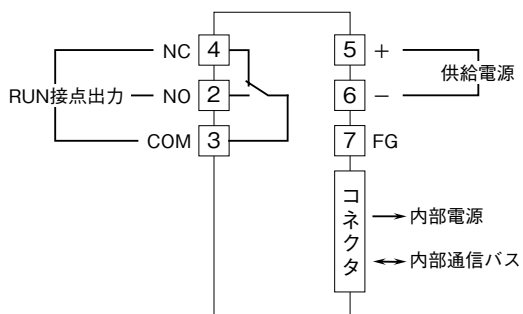 NC 4
RUN接点出力 NO 2
COM 3
5 +
6 −
供給電源
7 FG
コネクタ
内部電源
内部通信バス